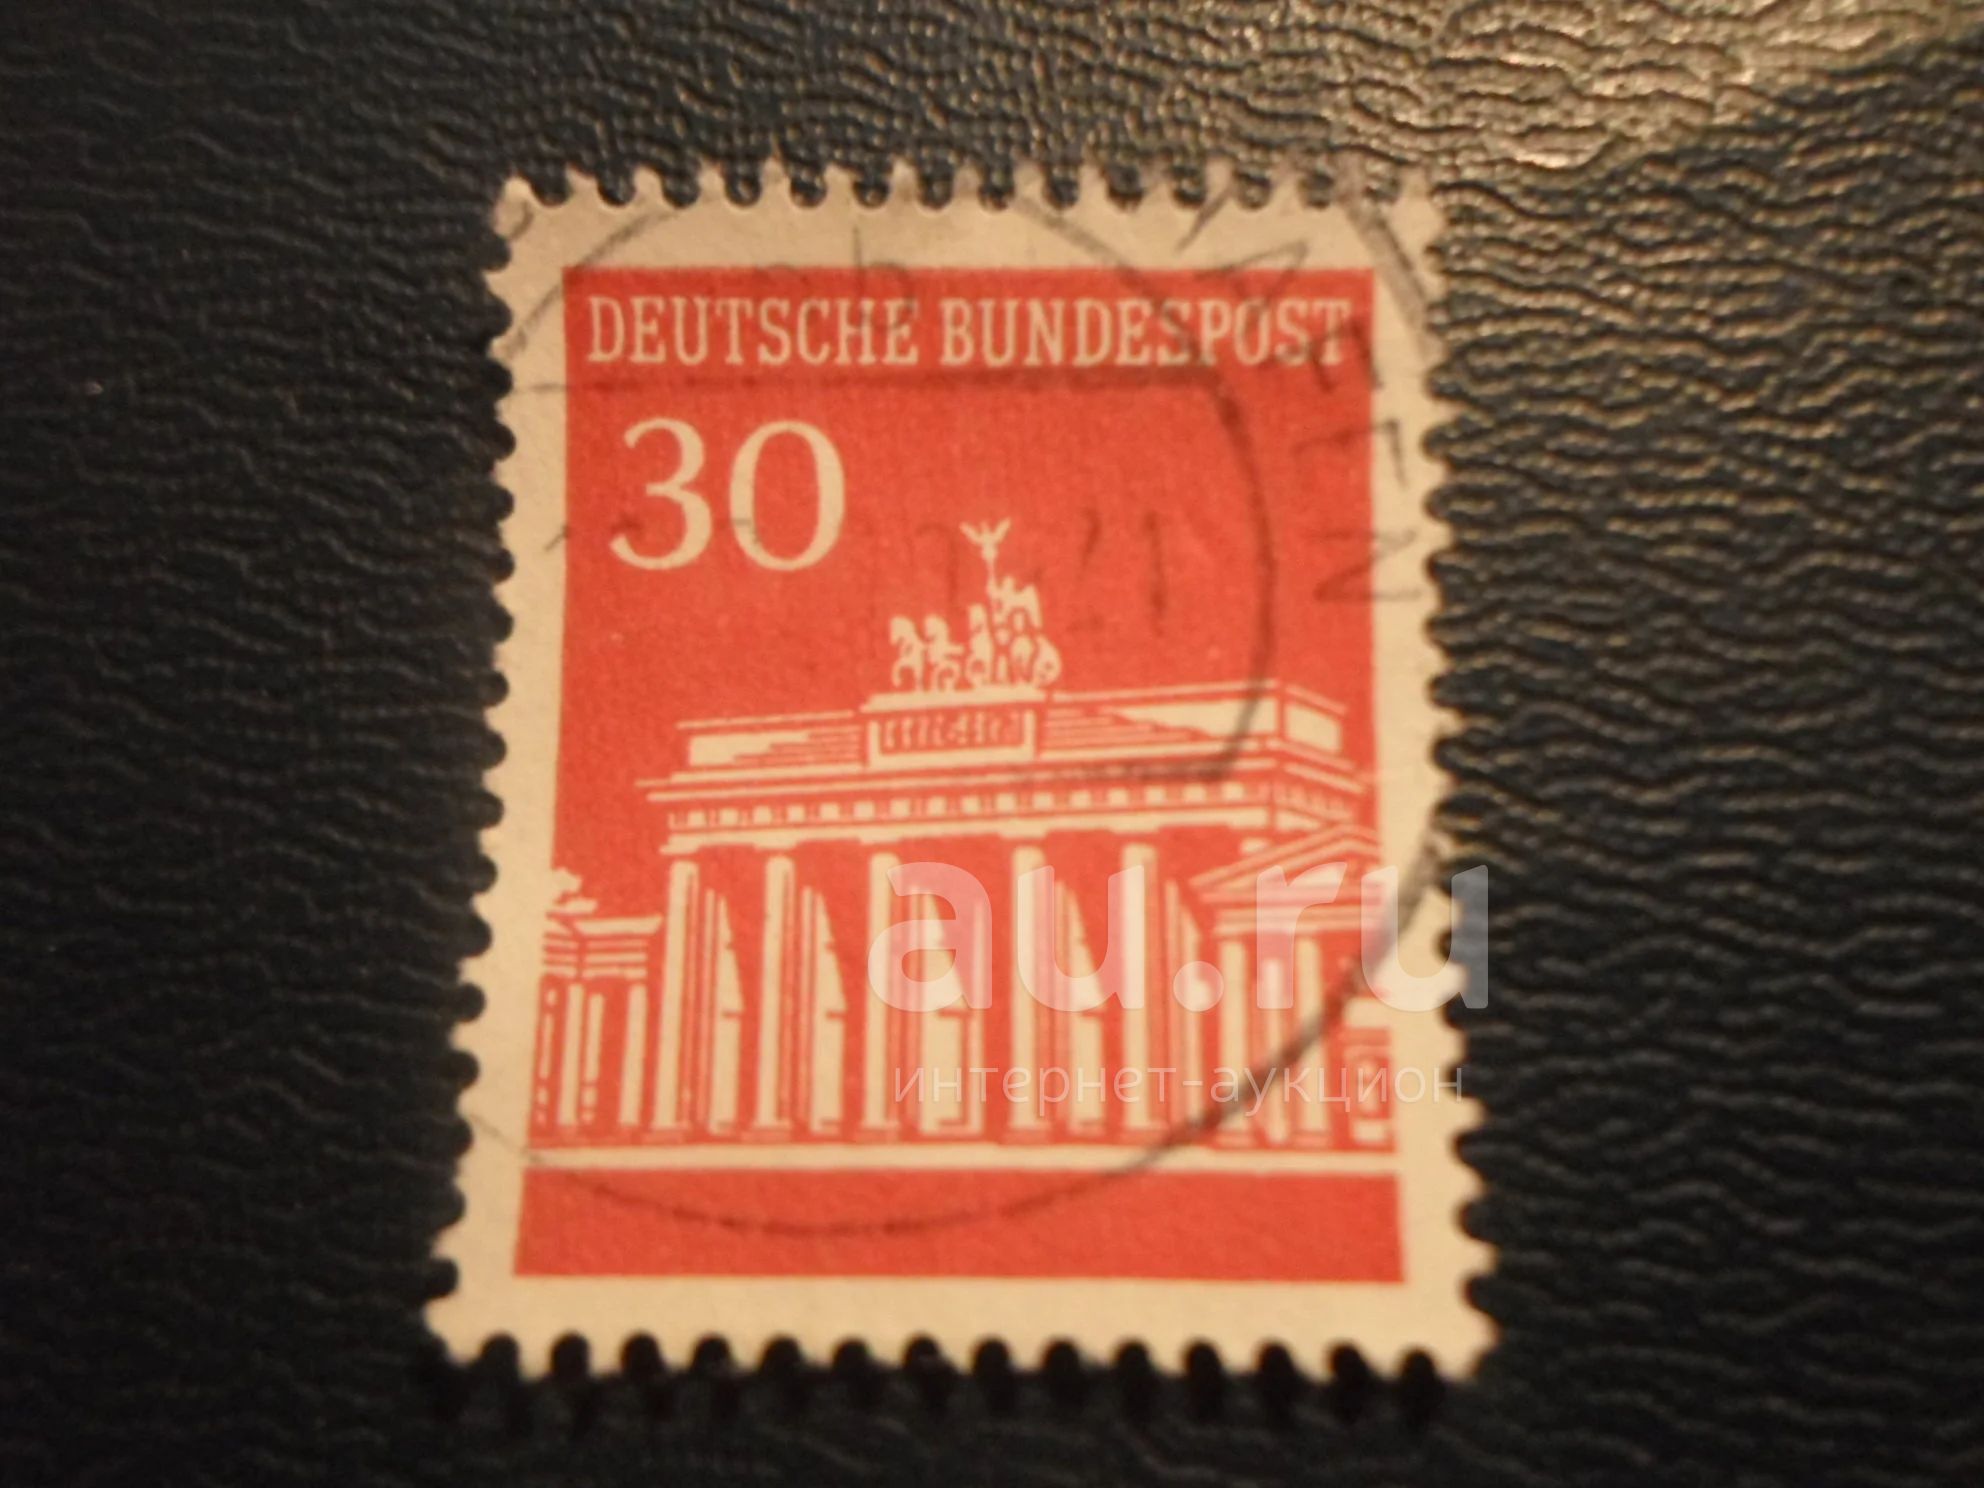 DEUTSCHE BUNDESPOST
30
au.ru
интернет-аукцион